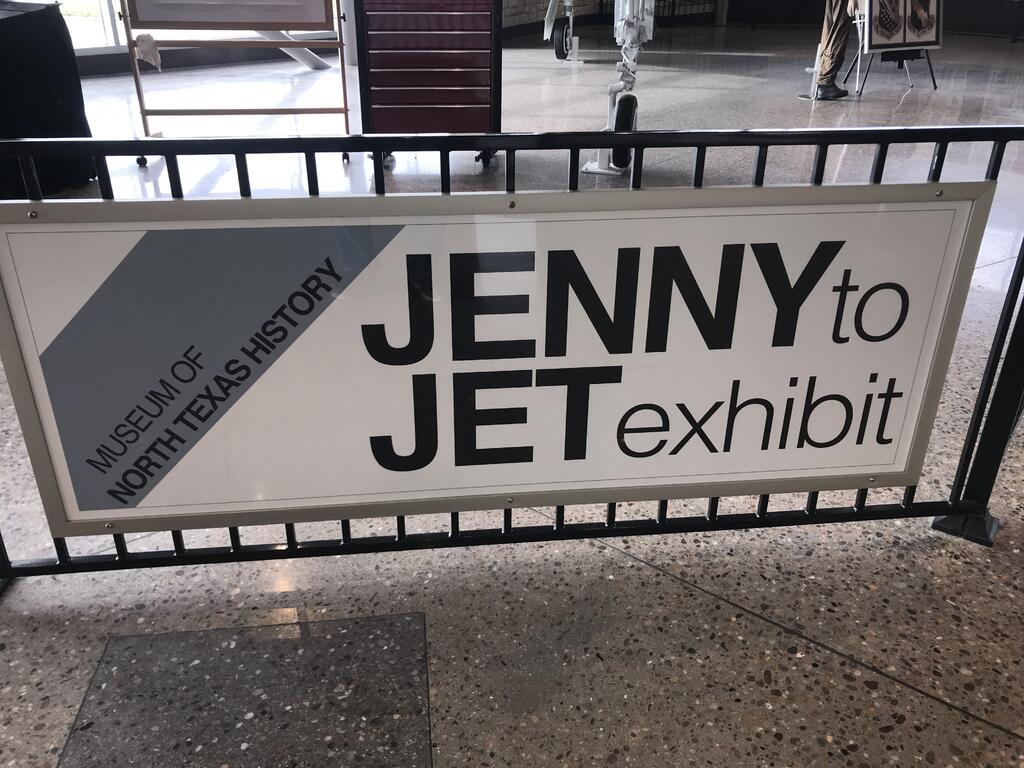 MUSEUM OF
NORTH TEXAS HISTORY
JENNY to
JET exhibit